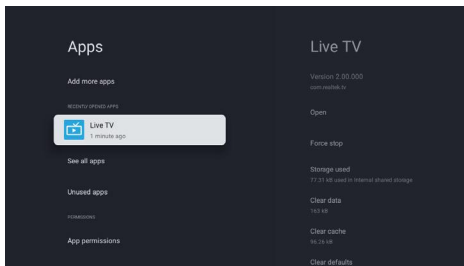 Apps
Add more apps
RECENTLY OPENED APPS
Live TV
1 minute ago
See all apps
Unused apps
PERMISSIONS
App permissions
Live TV
Version 2.00.000
com.realtek.tv
Open
Force stop
Storage used
77.31 kB used in internal shared storage
Clear data
163 kB
Clear cache
96.26 kB
Clear defaults